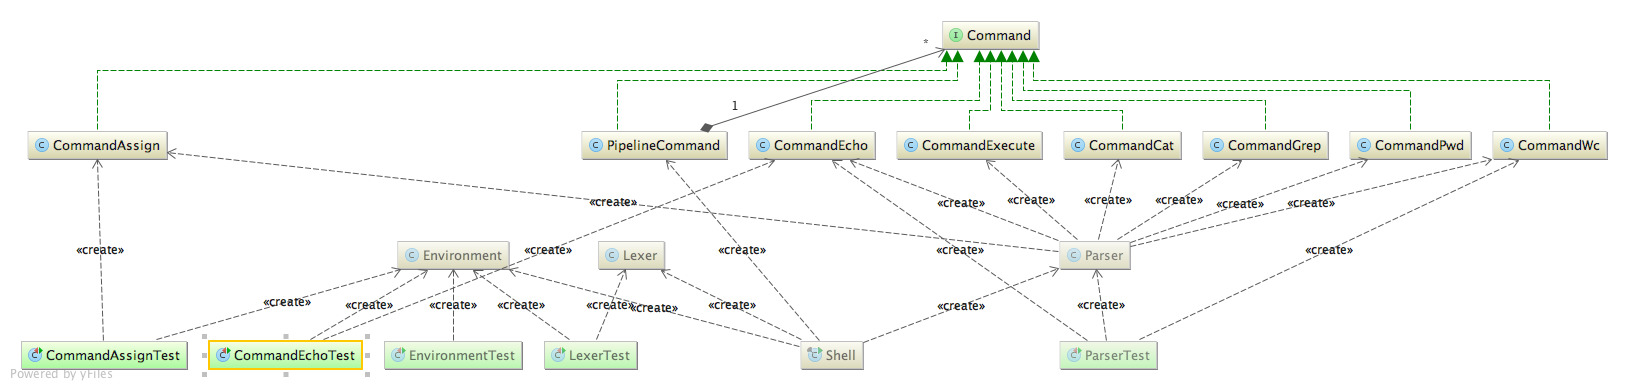 I Command
*
1
C CommandAssign
C PipelineCommand
C CommandEcho
C CommandExecute
C CommandCat
C CommandGrep
C CommandPwd
C CommandWc
«create»
«create»
«create»
«create»
«create»
«create»
«create»
«create»
«create»
«create»
«create»
«create»
C Environment
C Lexer
C Parser
«create»
«create»
«create»
«create»
«create»
«create»
«create»
«create»
«create»
C CommandAssignTest
C CommandEchoTest
C EnvironmentTest
C LexerTest
C Shell
C ParserTest
Powered by yFiles